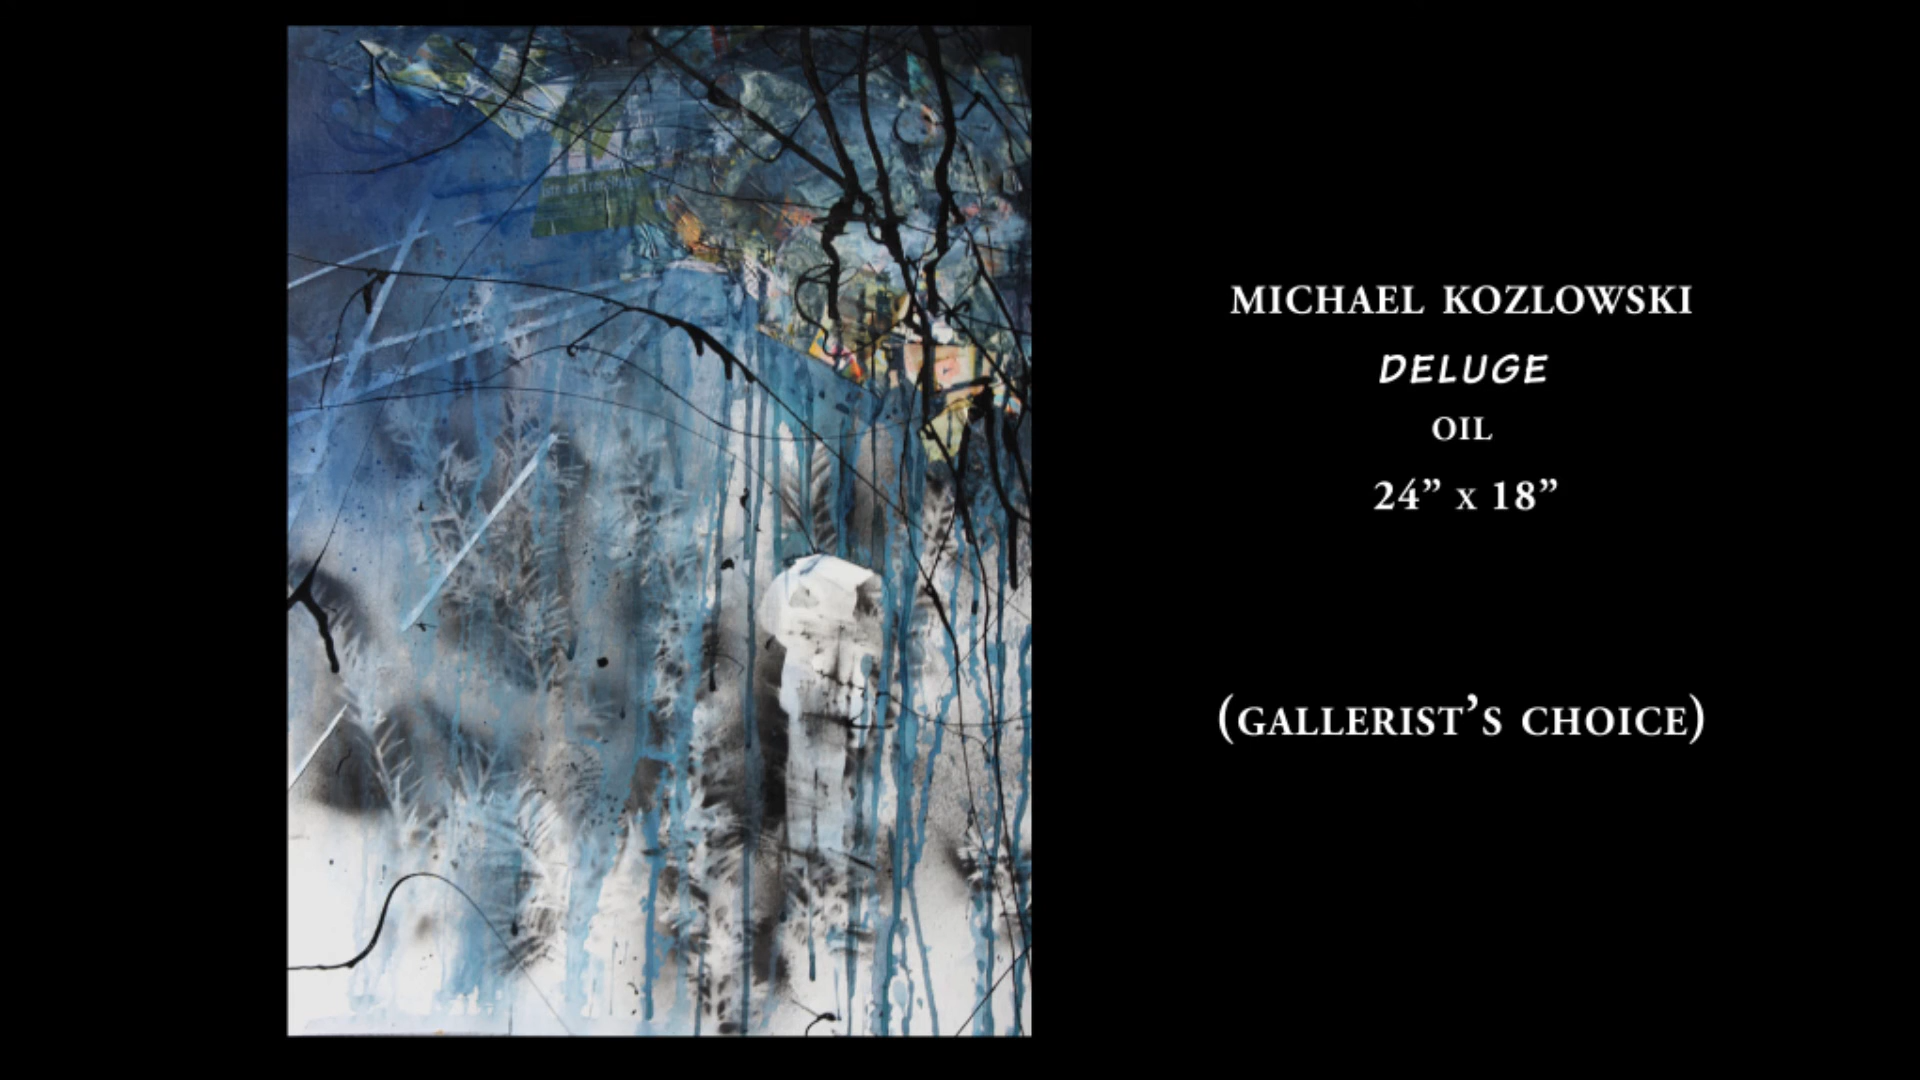 MICHAEL KOZLOWSKI
DELUGE
OIL
24” x 18”
(GALLERIST’S CHOICE)